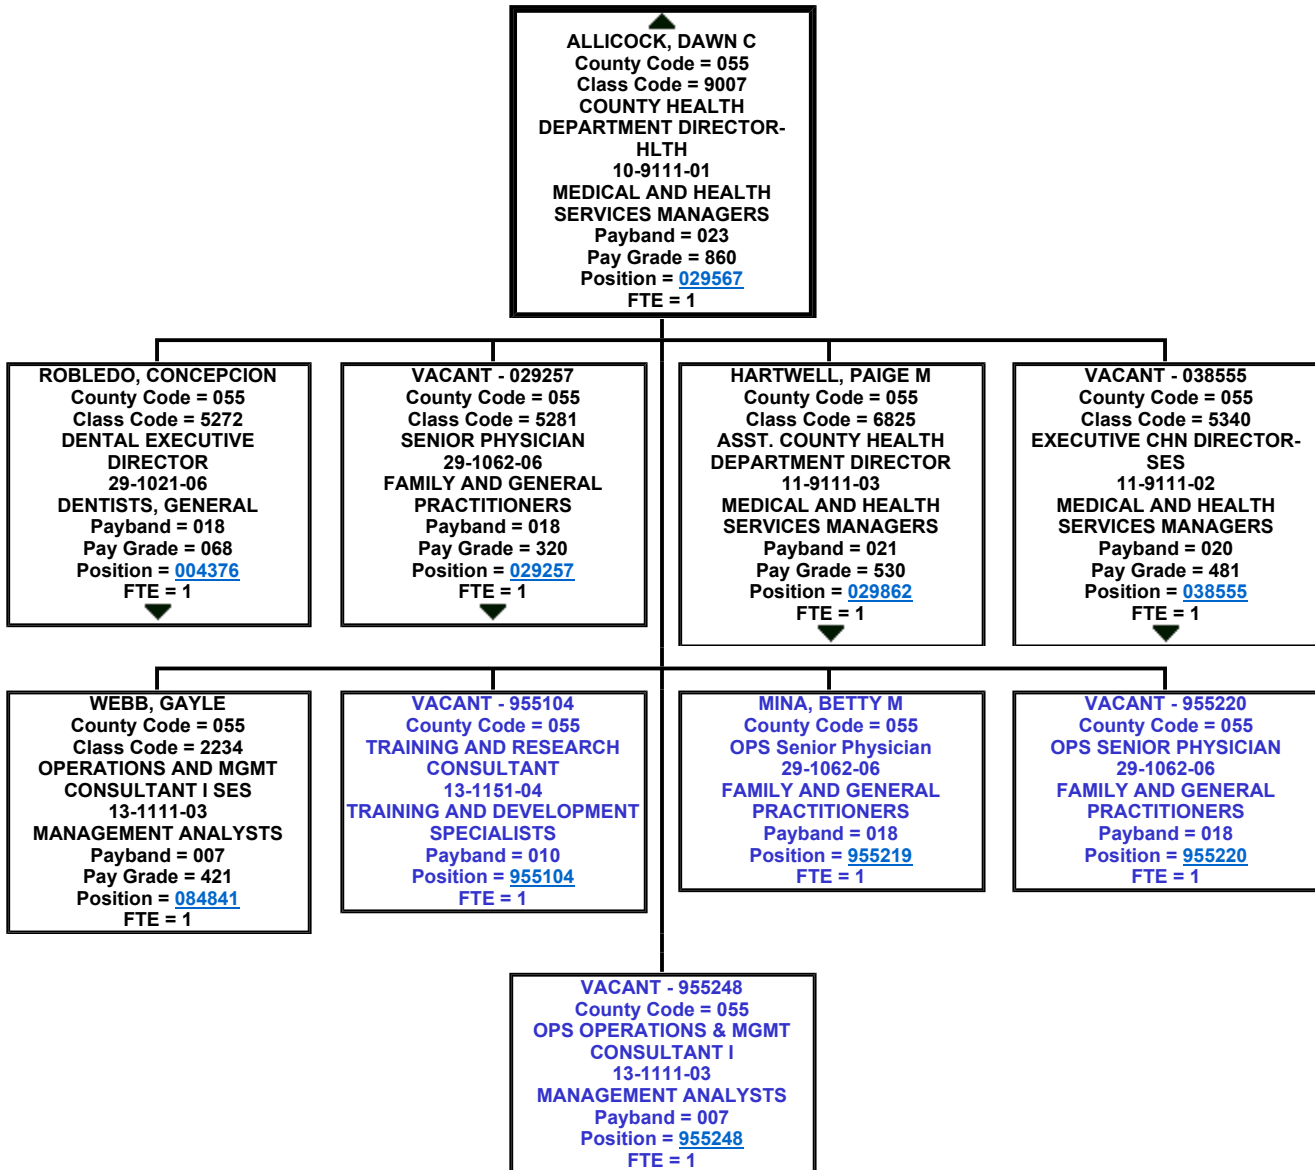 ALLICOCK, DAWN C
County Code = 055
Class Code = 9007
COUNTY HEALTH
DEPARTMENT DIRECTOR-
HLTH
10-9111-01
MEDICAL AND HEALTH
SERVICES MANAGERS
Payband = 023
Pay Grade = 860
Position = 029567
FTE = 1
ROBLEDO, CONCEPCION
County Code = 055
Class Code = 5272
DENTAL EXECUTIVE
DIRECTOR
29-1021-06
DENTISTS, GENERAL
Payband = 018
Pay Grade = 068
Position = 004376
FTE = 1
VACANT - 029257
County Code = 055
Class Code = 5281
SENIOR PHYSICIAN
29-1062-06
FAMILY AND GENERAL
PRACTITIONERS
Payband = 018
Pay Grade = 320
Position = 029257
FTE = 1
HARTWELL, PAIGE M
County Code = 055
Class Code = 6825
ASST. COUNTY HEALTH
DEPARTMENT DIRECTOR
11-9111-03
MEDICAL AND HEALTH
SERVICES MANAGERS
Payband = 021
Pay Grade = 530
Position = 029862
FTE = 1
VACANT - 038555
County Code = 055
Class Code = 5340
EXECUTIVE CHN DIRECTOR-
SES
11-9111-02
MEDICAL AND HEALTH
SERVICES MANAGERS
Payband = 020
Pay Grade = 481
Position = 038555
FTE = 1
WEBB, GAYLE
County Code = 055
Class Code = 2234
OPERATIONS AND MGMT
CONSULTANT I SES
13-1111-03
MANAGEMENT ANALYSTS
Payband = 007
Pay Grade = 421
Position = 084841
FTE = 1
VACANT - 955104
County Code = 055
TRAINING AND RESEARCH
CONSULTANT
13-1151-04
TRAINING AND DEVELOPMENT
SPECIALISTS
Payband = 010
Position = 955104
FTE = 1
MINA, BETTY M
County Code = 055
OPS Senior Physician
29-1062-06
FAMILY AND GENERAL
PRACTITIONERS
Payband = 018
Position = 955219
FTE = 1
VACANT - 955220
County Code = 055
OPS SENIOR PHYSICIAN
29-1062-06
FAMILY AND GENERAL
PRACTITIONERS
Payband = 018
Position = 955220
FTE = 1
VACANT - 955248
County Code = 055
OPS OPERATIONS & MGMT
CONSULTANT I
13-1111-03
MANAGEMENT ANALYSTS
Payband = 007
Position = 955248
FTE = 1